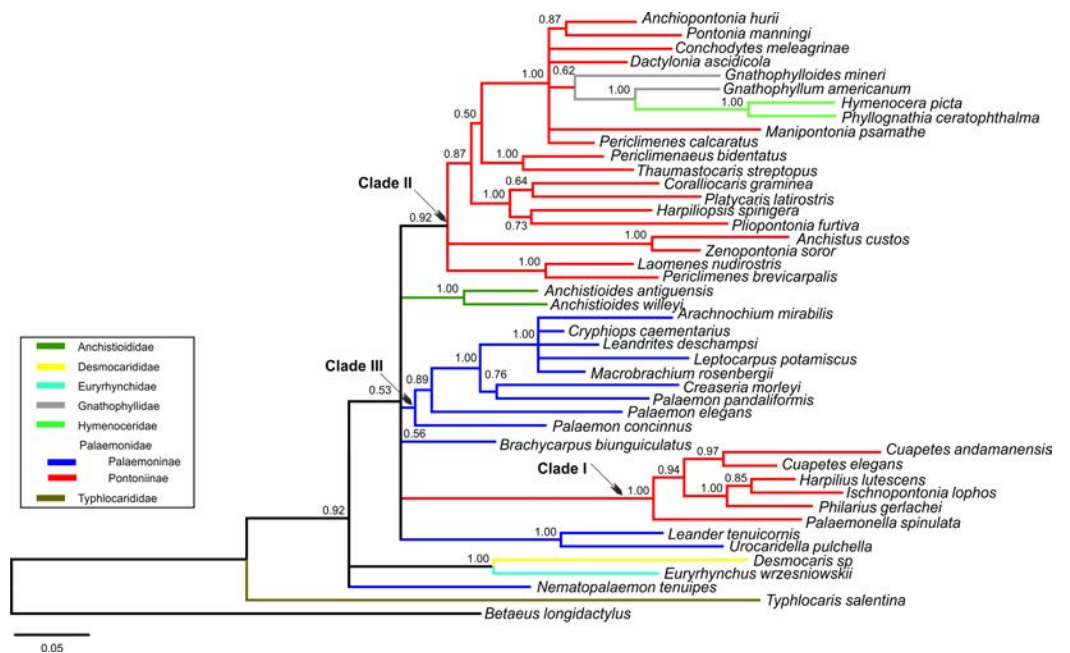 0.87
Anchiopontonia hurii
Pontonia manningi
Conchodytes meleagrinae
Dactylonia ascidicola
1.00
0.62
Gnathophylloides mineri
Gnathophyllum americanum
1.00
1.00
Hymenocera picta
Phyllognathia ceratophthalma
0.50
Manipontonia psamathe
Periclimenes calcaratus
0.87
1.00
Periclimenaeus bidentatus
Thaumastocaris streptopus
Clade II
0.64
Coralliocaris graminea
1.00
Platycaris latirostris
Harpiliopsis spinigera
0.92
0.73
Pliopontonia furtiva
1.00
Anchistus custos
Zenopontonia soror
1.00
Laomenes nudirostris
Periclimenes brevicarpalis
1.00
Anchistioides antiguensis
Anchistioides willeyi
Arachnochium mirabilis
1.00
Cryphiops caementarius
Leandrites deschampsi
Clade III
1.00
Leptocarpus potamiscus
Macrobrachium rosenbergii
0.89
0.76
Creaseria morleyi
0.53
Palaemon pandaliformis
Palaemon elegans
Palaemon concinnus
0.56
Brachycarpus biunguiculatus
0.97
Cuapetes andamanensis
Clade I
0.94
Cuapetes elegans
0.85
Harpilius lutescens
1.00
1.00
Ischnopontonia lophos
Philarius gerlachei
Palaemonella spinulata
0.92
1.00
Leander tenuicornis
Urocaridella pulchella
1.00
Desmocaris sp
Euryrhynchus wrzesniowskii
Nematopalaemon tenuipes
Typhlocaris salentina
Betaeus longidactylus
0.05
Anchistioididae
Desmocarididae
Euryrhynchidae
Gnathophyllidae
Hymenoceridae
Palaemonidae
Palaemoninae
Pontoniinae
Typhlocarididae